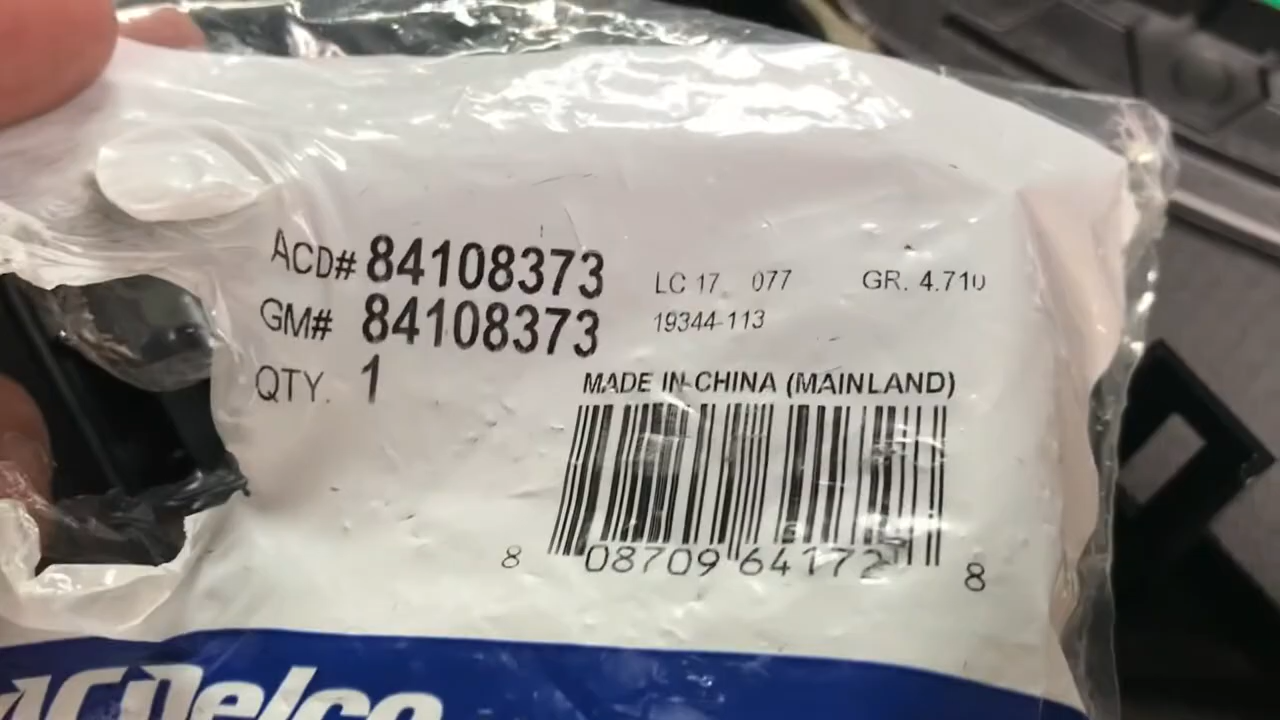 ACD# 84108373
LC 17 077 GR. 4.710
GM# 84108373
19344-113
QTY. 1
MADE IN CHINA (MAINLAND)
8 08709 64172 8
ACDelco